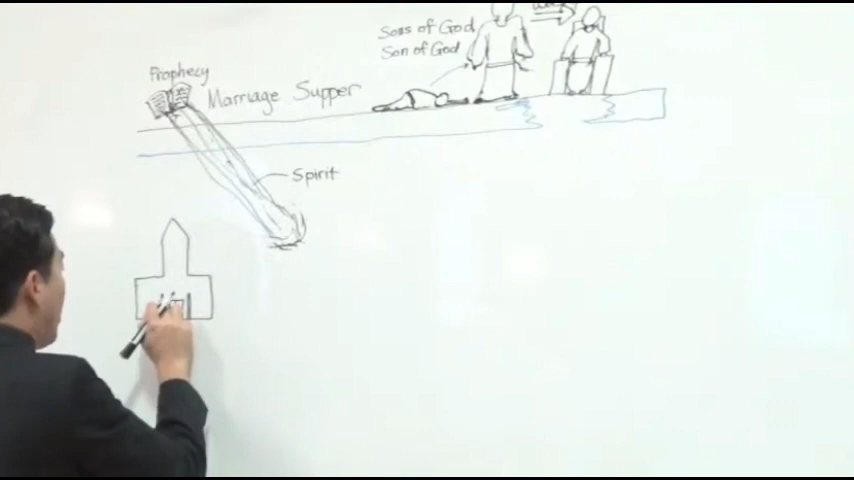 Sons of God
Son of God
Prophecy
Marriage Supper
Spirit